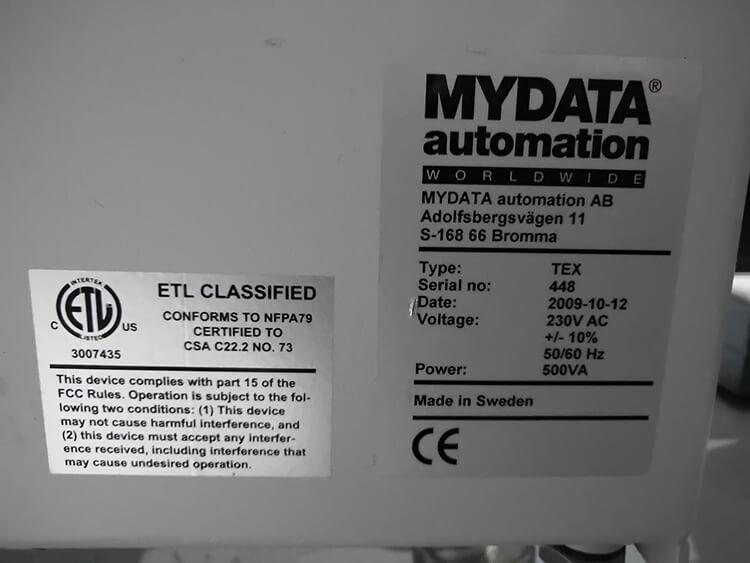 MYDATA®
automation
WORLDWIDE
MYDATA automation AB
Adolfsbergsvägen 11
S-168 66 Bromma
Type: TEX
Serial no: 448
Date: 2009-10-12
Voltage: 230V AC
+/- 10%
50/60 Hz
Power: 500VA
Made in Sweden
CE
INTERTEK
ETL
LISTED
C US
3007435
ETL CLASSIFIED
CONFORMS TO NFPA79
CERTIFIED TO
CSA C22.2 NO. 73
This device complies with part 15 of the
FCC Rules. Operation is subject to the fol-
lowing two conditions: (1) This device
may not cause harmful interference, and
(2) this device must accept any interfer-
ence received, including interference that
may cause undesired operation.